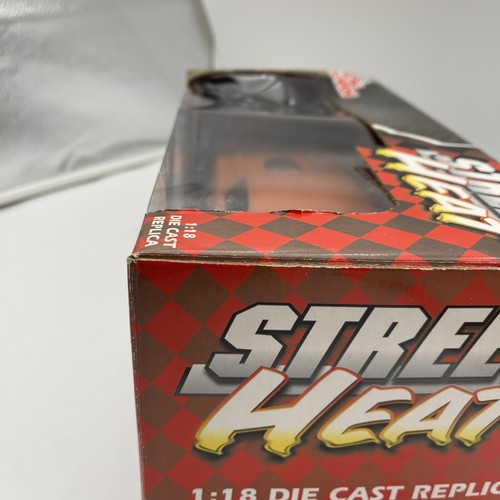 1:18
DIE CAST
REPLICA
STREE
HEAT
1:18 DIE CAST REPLIC